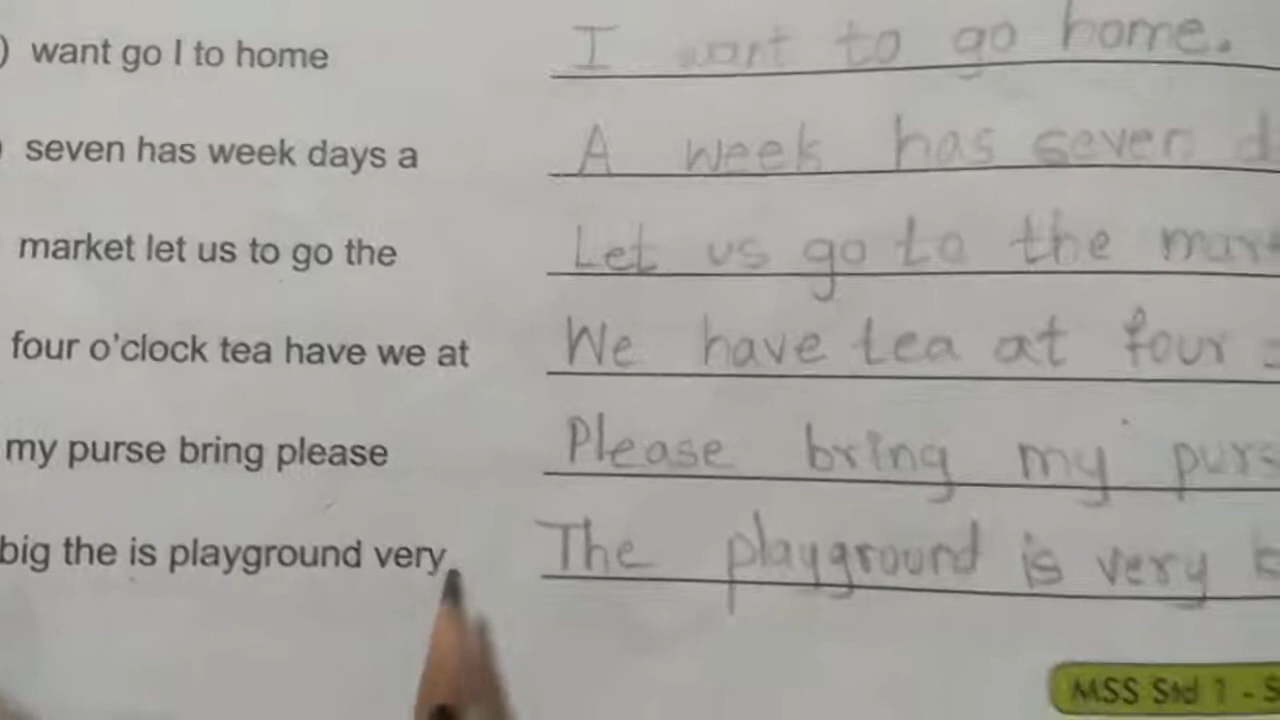 ) want go I to home I want to go home.
seven has week days a A week has seven d
market let us to go the Let us go to the mark
four o'clock tea have we at We have tea at four
my purse bring please Please bring my purs
big the is playground very The playground is very b
MSS Std 1 - S